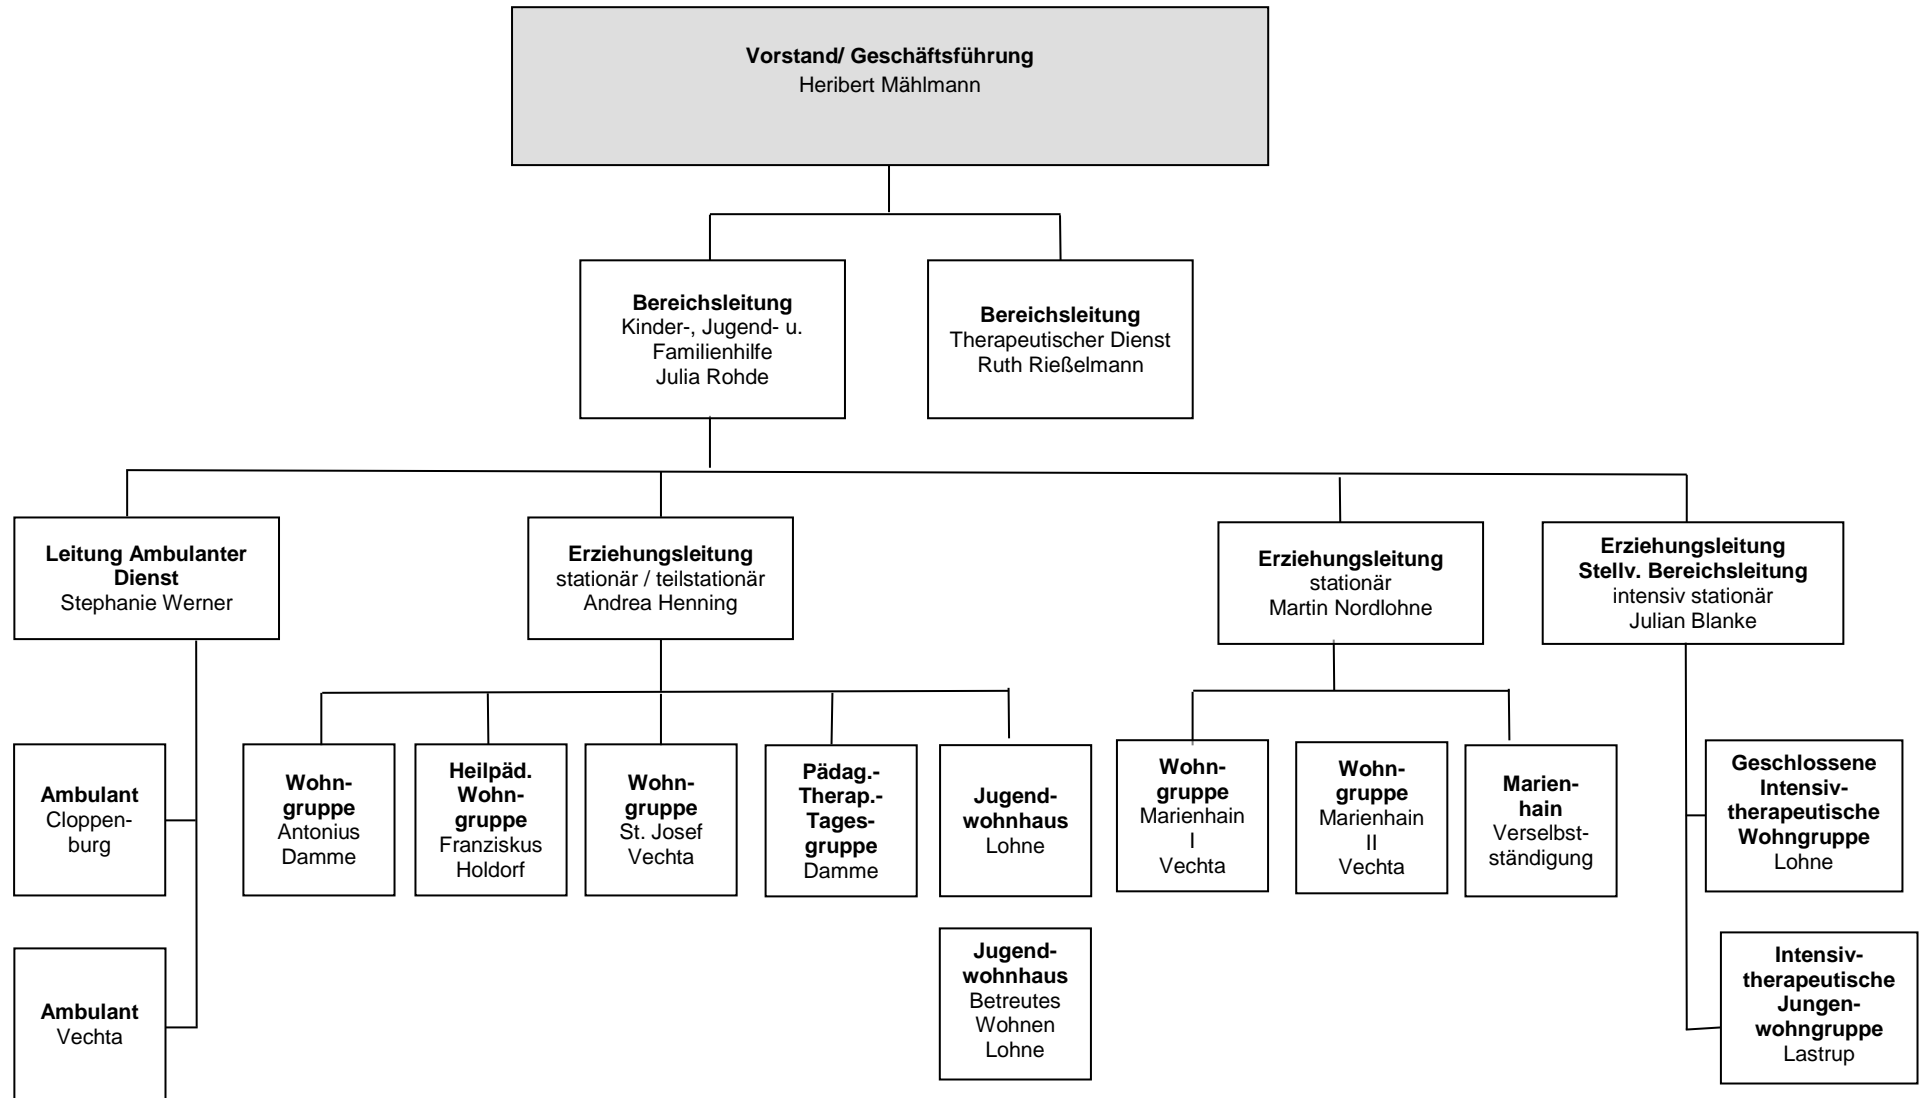 Vorstand/ Geschäftsführung
Heribert Mählmann
Bereichsleitung
Kinder-, Jugend- u.
Familienhilfe
Julia Rohde
Bereichsleitung
Therapeutischer Dienst
Ruth Rießelmann
Leitung Ambulanter
Dienst
Stephanie Werner
Erziehungsleitung
stationär / teilstationär
Andrea Henning
Erziehungsleitung
stationär
Martin Nordlohne
Erziehungsleitung
Stellv. Bereichsleitung
intensiv stationär
Julian Blanke
Ambulant
Cloppen-
burg
Wohn-
gruppe
Antonius
Damme
Heilpäd.
Wohn-
gruppe
Franziskus
Holdorf
Wohn-
gruppe
St. Josef
Vechta
Pädag.-
Therap.-
Tages-
gruppe
Damme
Jugend-
wohnhaus
Lohne
Wohn-
gruppe
Marienhain
I
Vechta
Wohn-
gruppe
Marienhain
II
Vechta
Marien-
hain
Verselbst-
ständigung
Geschlossene
Intensiv-
therapeutische
Wohngruppe
Lohne
Ambulant
Vechta
Jugend-
wohnhaus
Betreutes
Wohnen
Lohne
Intensiv-
therapeutische
Jungen-
wohngruppe
Lastrup